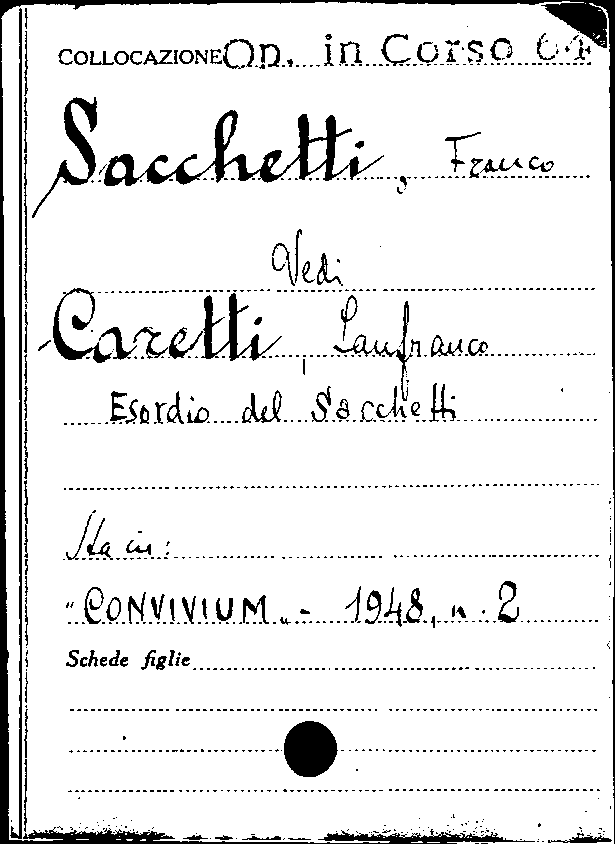 COLLOCAZIONE Op. in Corso 64
Sacchetti, Franco
Vedi
Caretti, Lanfranco
Esordio del Sacchetti
Sta in:
"CONVIVIUM„ - 1948, n. 2
Schede figlie